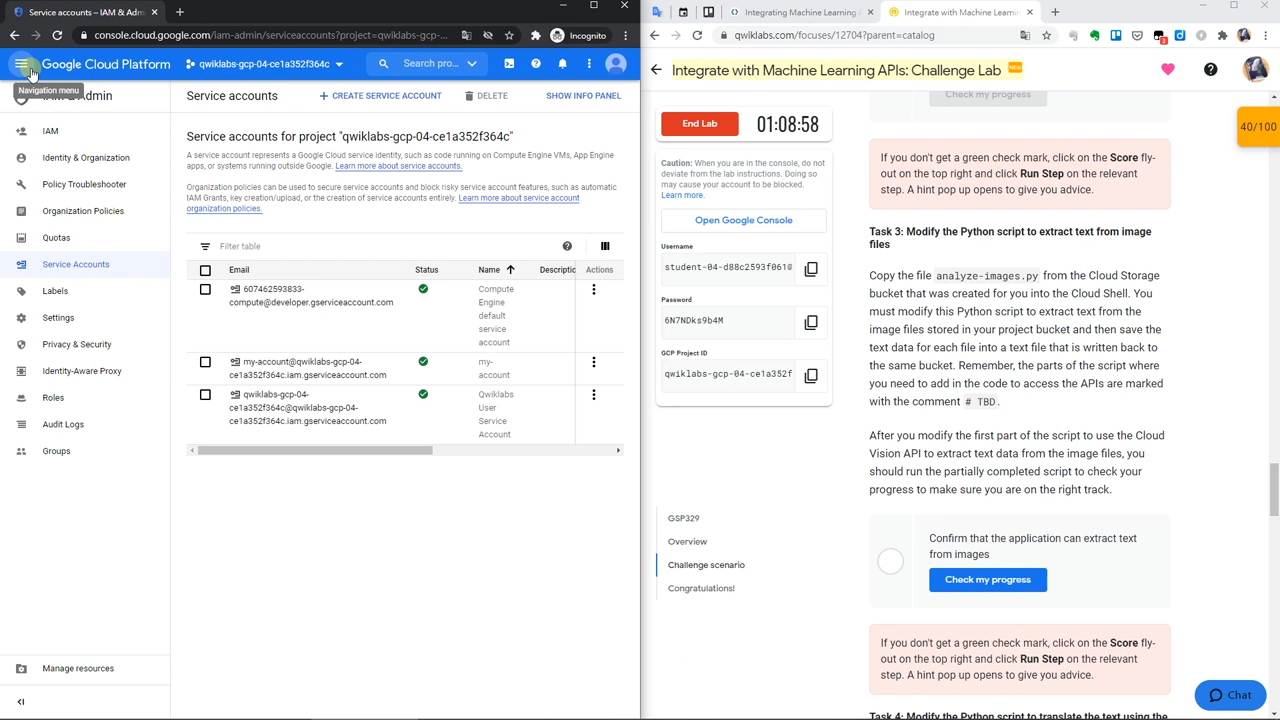 Service accounts – IAM & Admin
console.cloud.google.com/iam-admin/serviceaccounts?project=qwiklabs-gcp-...
Incognito
Google Cloud Platform
qwiklabs-gcp-04-ce1a352f364c
Search pro...
Navigation menu
IAM & Admin
IAM
Identity & Organization
Policy Troubleshooter
Organization Policies
Quotas
Service Accounts
Labels
Settings
Privacy & Security
Identity-Aware Proxy
Roles
Audit Logs
Groups
Manage resources
Service accounts
CREATE SERVICE ACCOUNT
DELETE
SHOW INFO PANEL
Service accounts for project "qwiklabs-gcp-04-ce1a352f364c"
A service account represents a Google Cloud service identity, such as code running on Compute Engine VMs, App Engine
apps, or systems running outside Google. Learn more about service accounts.
Organization policies can be used to secure service accounts and block risky service account features, such as automatic
IAM Grants, key creation/upload, or the creation of service accounts entirely. Learn more about service account
organization policies.
Filter table
Email Status Name Descriptio Actions
607462593833-
compute@developer.gserviceaccount.com
Compute
Engine
default
service
account
my-account@qwiklabs-gcp-04-
ce1a352f364c.iam.gserviceaccount.com
my-
account
qwiklabs-gcp-04-
ce1a352f364c@qwiklabs-gcp-04-
ce1a352f364c.iam.gserviceaccount.com
Qwiklabs
User
Service
Account
Integrating Machine Learning A
Integrate with Machine Learning
qwiklabs.com/focuses/12704?parent=catalog
Integrate with Machine Learning APIs: Challenge Lab
NEW
End Lab
01:08:58
Caution: When you are in the console, do not
deviate from the lab instructions. Doing so
may cause your account to be blocked.
Learn more.
Open Google Console
Username
student-04-d88c2593f061@
Password
6N7NDks9b4M
GCP Project ID
qwiklabs-gcp-04-ce1a352f
GSP329
Overview
Challenge scenario
Congratulations!
Check my progress
40/100
If you don't get a green check mark, click on the Score fly-
out on the top right and click Run Step on the relevant
step. A hint pop up opens to give you advice.
Task 3: Modify the Python script to extract text from image
files
Copy the file analyze-images.py from the Cloud Storage
bucket that was created for you into the Cloud Shell. You
must modify this Python script to extract text from the
image files stored in your project bucket and then save the
text data for each file into a text file that is written back to
the same bucket. Remember, the parts of the script where
you need to add in the code to access the APIs are marked
with the comment # TBD.
After you modify the first part of the script to use the Cloud
Vision API to extract text data from the image files, you
should run the partially completed script to check your
progress to make sure you are on the right track.
Confirm that the application can extract text
from images
Check my progress
If you don't get a green check mark, click on the Score fly-
out on the top right and click Run Step on the relevant
step. A hint pop up opens to give you advice.
Task 4: Modify the Python script to translate the text using the
Chat